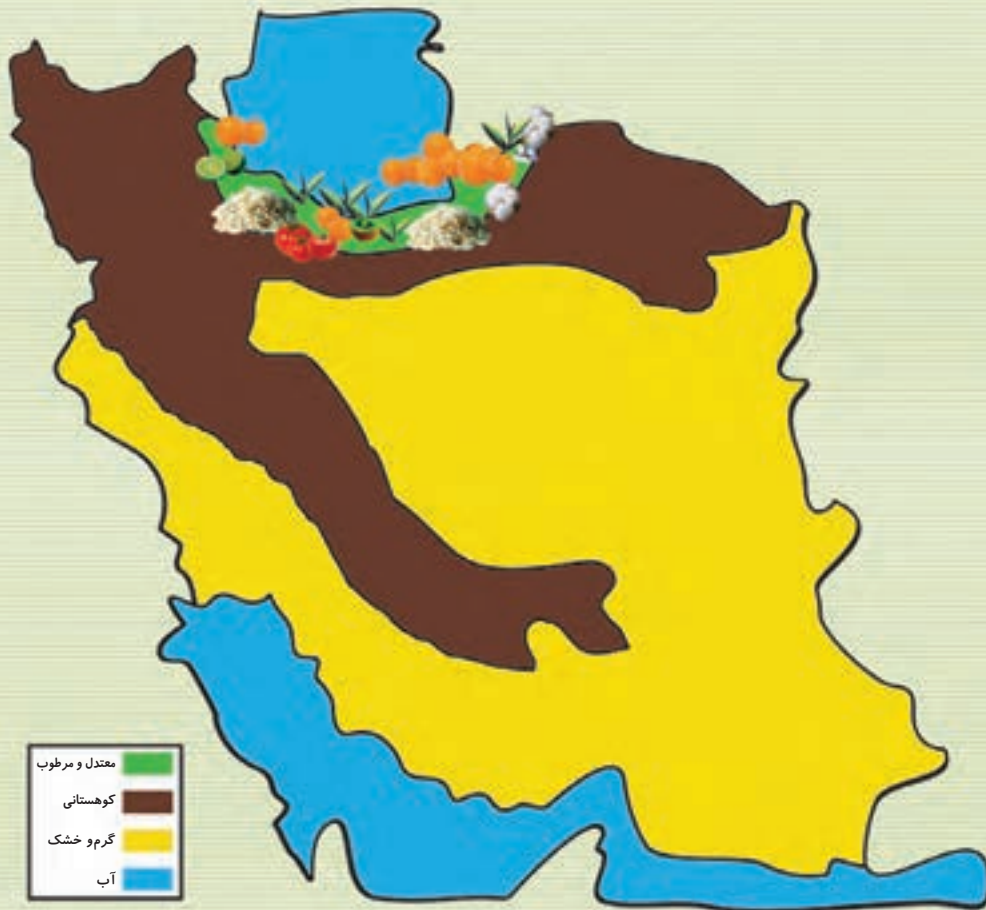 معتدل و مرطوب
کوهستانی
گرم و خشک
آب